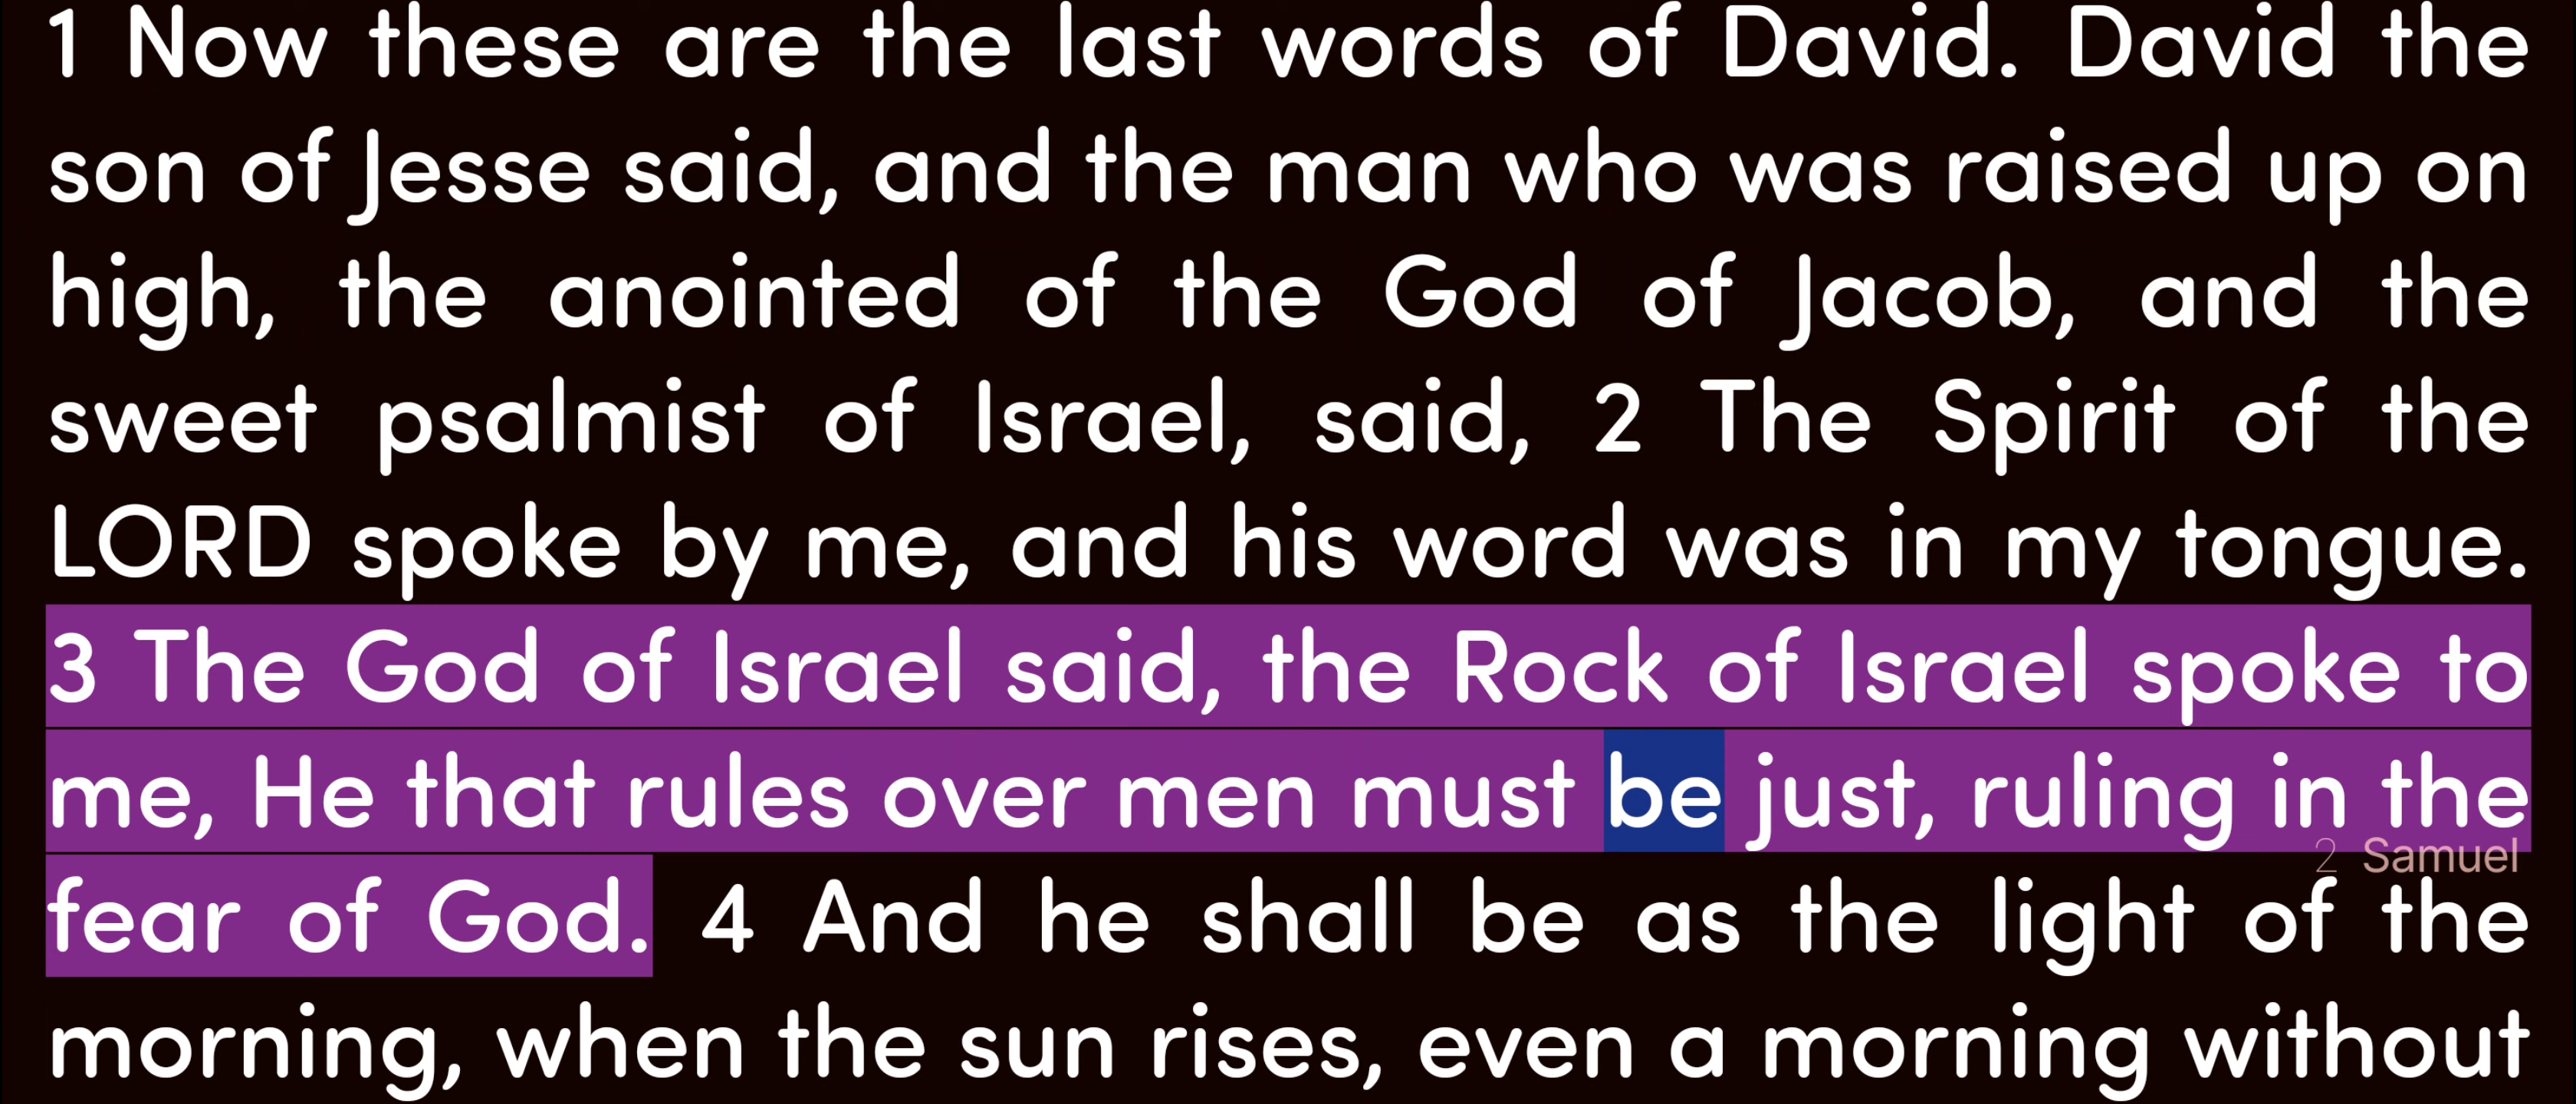 1 Now these are the last words of David. David the
son of Jesse said, and the man who was raised up on
high, the anointed of the God of Jacob, and the
sweet psalmist of Israel, said, 2 The Spirit of the
LORD spoke by me, and his word was in my tongue.
3 The God of Israel said, the Rock of Israel spoke to
me, He that rules over men must be just, ruling in the
2 Samuel
fear of God. 4 And he shall be as the light of the
morning, when the sun rises, even a morning without